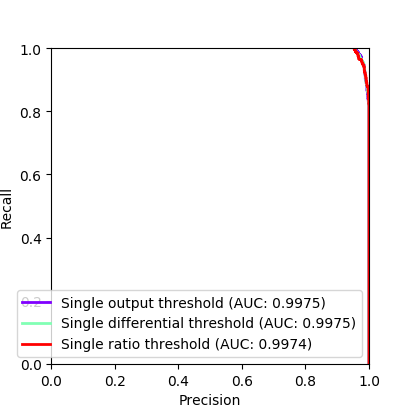 1.0
0.8
0.6
0.4
0.2
0.0
Recall
Single output threshold (AUC: 0.9975)
Single differential threshold (AUC: 0.9975)
Single ratio threshold (AUC: 0.9974)
0.0 0.2 0.4 0.6 0.8 1.0
Precision